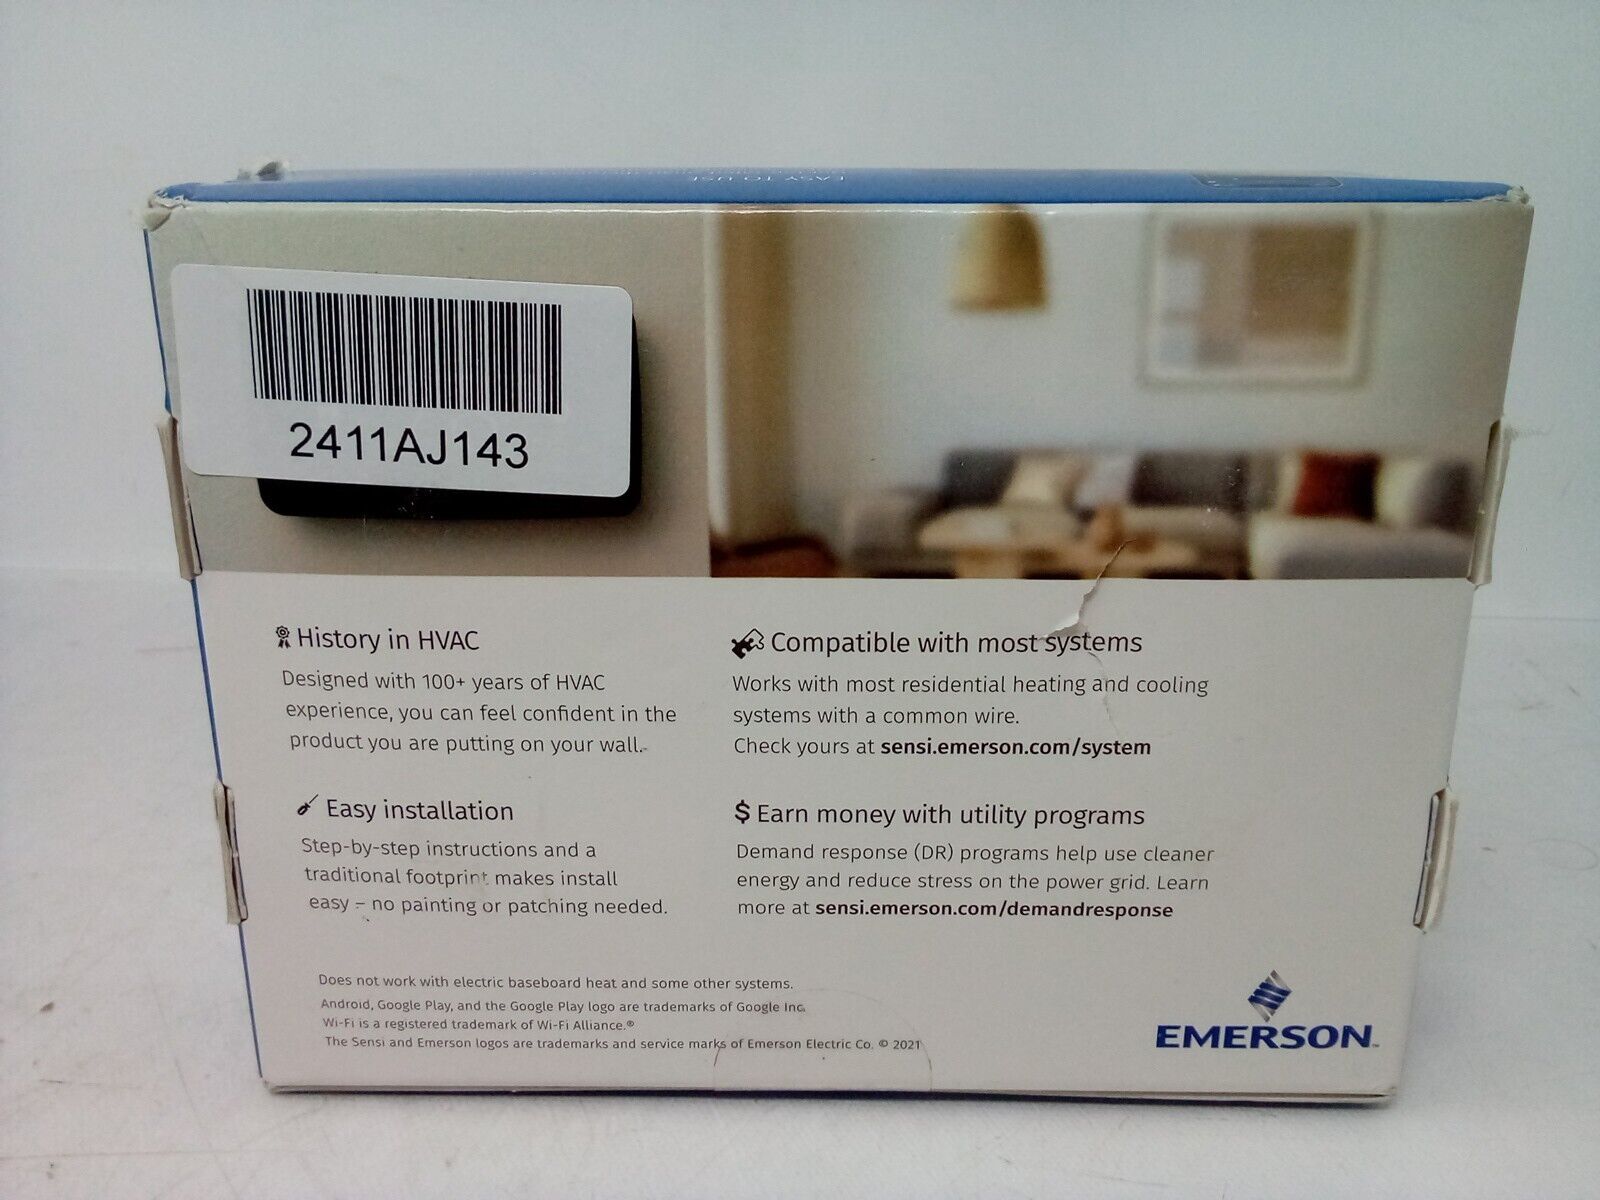 EASY TO USE
2411AJ143
History in HVAC
Designed with 100+ years of HVAC
experience, you can feel confident in the
product you are putting on your wall.
Easy installation
Step-by-step instructions and a
traditional footprint makes install
easy – no painting or patching needed.
Compatible with most systems
Works with most residential heating and cooling
systems with a common wire.
Check yours at sensi.emerson.com/system
$ Earn money with utility programs
Demand response (DR) programs help use cleaner
energy and reduce stress on the power grid. Learn
more at sensi.emerson.com/demandresponse
Does not work with electric baseboard heat and some other systems.
Android, Google Play, and the Google Play logo are trademarks of Google Inc.
Wi-Fi is a registered trademark of Wi-Fi Alliance.®
The Sensi and Emerson logos are trademarks and service marks of Emerson Electric Co. © 2021
EMERSON™